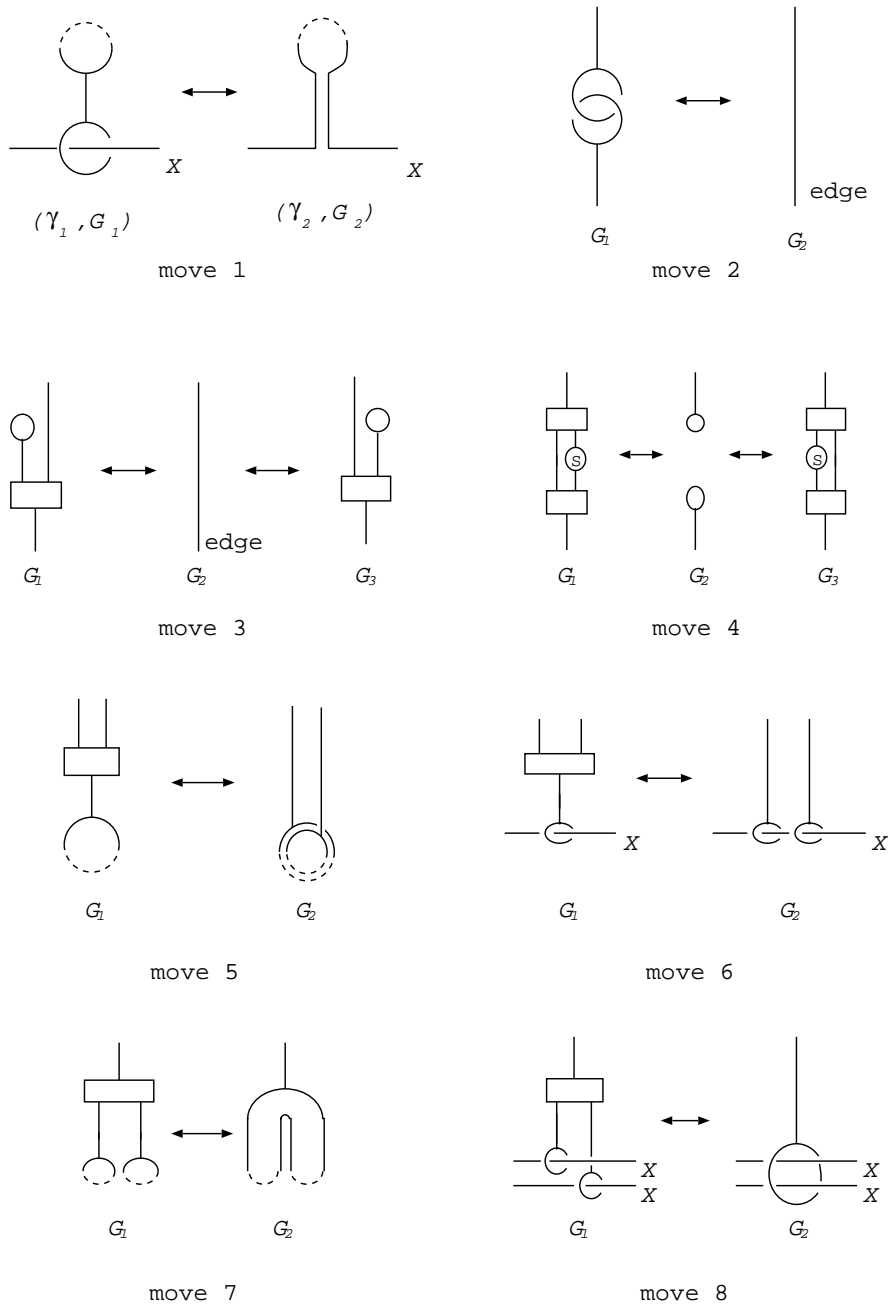 X
X
(γ1 ,G1)
(γ2 ,G2)
move 1
edge
G1
G2
move 2
edge
G1
G2
G3
move 3
S
S
G1
G2
G3
move 4
G1
G2
move 5
X
X
G1
G2
move 6
G1
G2
move 7
X
X
X
X
G1
G2
move 8